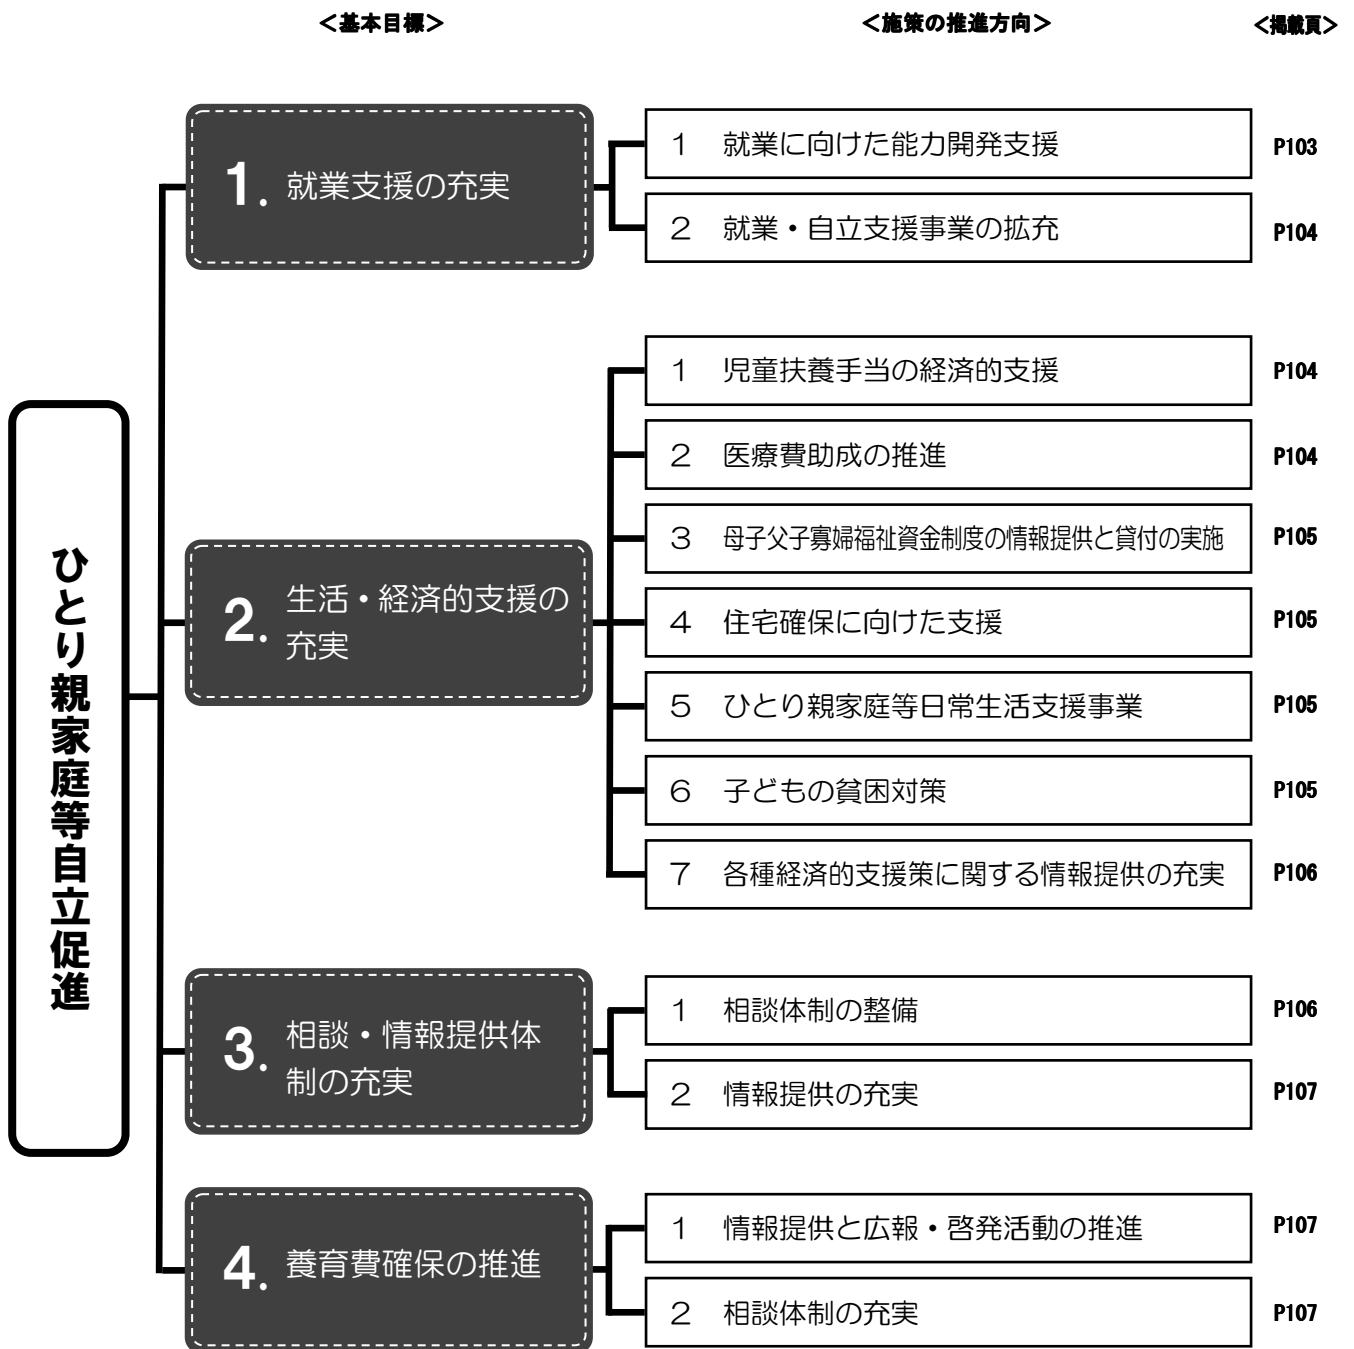 ＜基本目標＞ ＜施策の推進方向＞ ＜掲載頁＞
ひとり親家庭等自立促進
1. 就業支援の充実
１ 就業に向けた能力開発支援 P103
２ 就業・自立支援事業の拡充 P104
2. 生活・経済的支援の
充実
１ 児童扶養手当の経済的支援 P104
２ 医療費助成の推進 P104
３ 母子父子寡婦福祉資金制度の情報提供と貸付の実施 P105
４ 住宅確保に向けた支援 P105
５ ひとり親家庭等日常生活支援事業 P105
６ 子どもの貧困対策 P105
７ 各種経済的支援策に関する情報提供の充実 P106
3. 相談・情報提供体
制の充実
１ 相談体制の整備 P106
２ 情報提供の充実 P107
4. 養育費確保の推進
１ 情報提供と広報・啓発活動の推進 P107
２ 相談体制の充実 P107